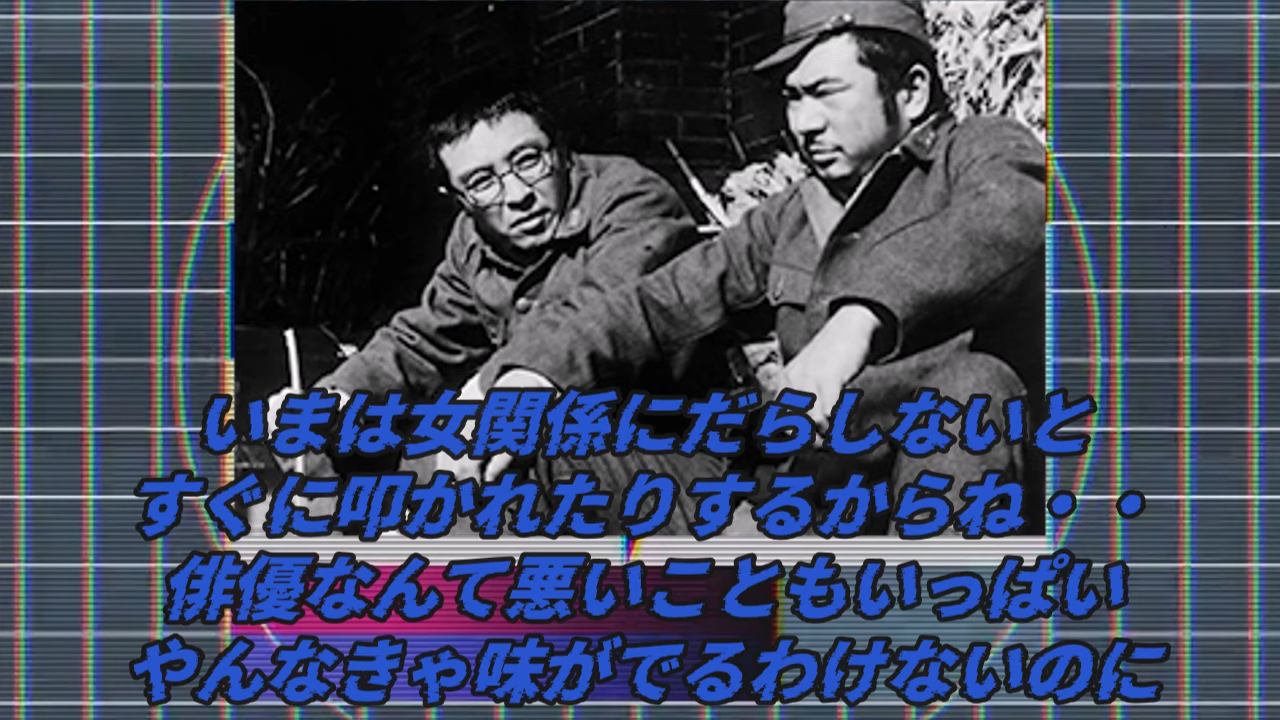 いまは女関係にだらしないと
すぐに叩かれたりするからね・・
俳優なんて悪いこともいっぱい
やんなきゃ味がでるわけないのに